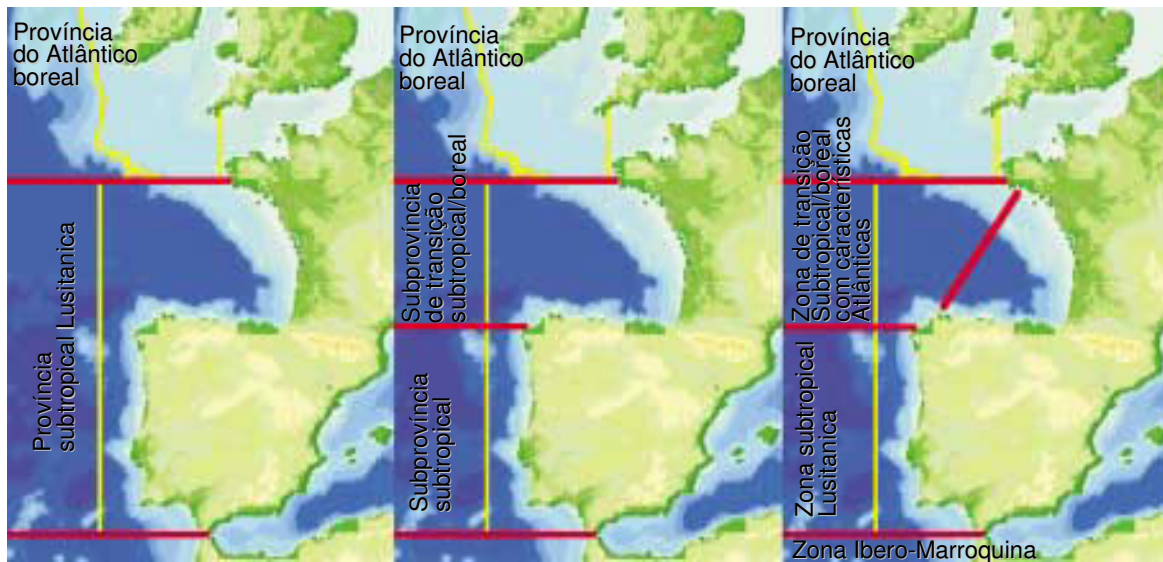 Província
do Atlântico
boreal
Província
subtropical Lusitanica
Província
do Atlântico
boreal
Subprovíncia
de transição
subtropical/boreal
Subprovíncia
subtropical
Província
do Atlântico
boreal
Zona de transição
Subtropical/boreal
com características
Atlânticas
Zona subtropical
Lusitanica
Zona Ibero-Marroquina